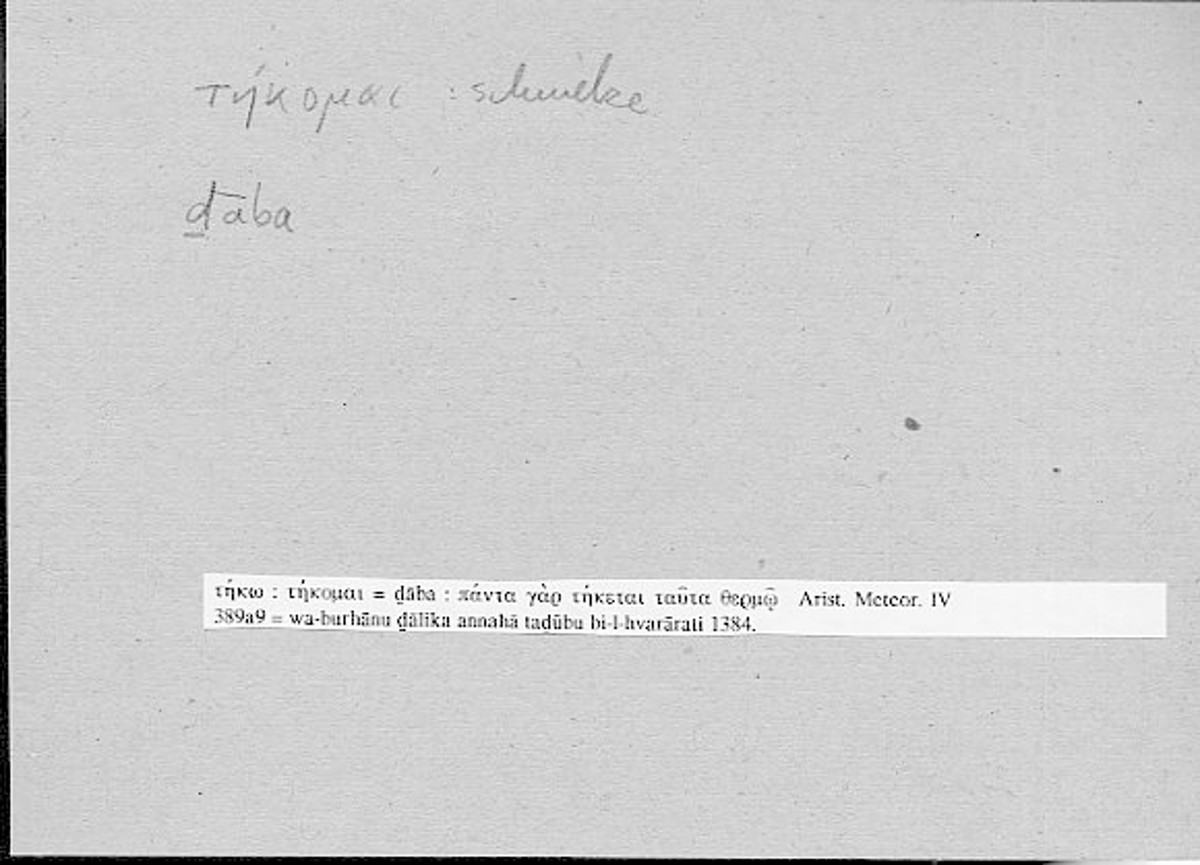 τήκομαι : schmelze
ḏāba
τήκω : τήκομαι = ḏāba : πάντα γὰρ τήκεται ταῦτα θερμῷ Arist. Meteor. IV
389a9 = wa-burhānu ḏālika annahā taḏūbu bi-l-hvarārati 1384.